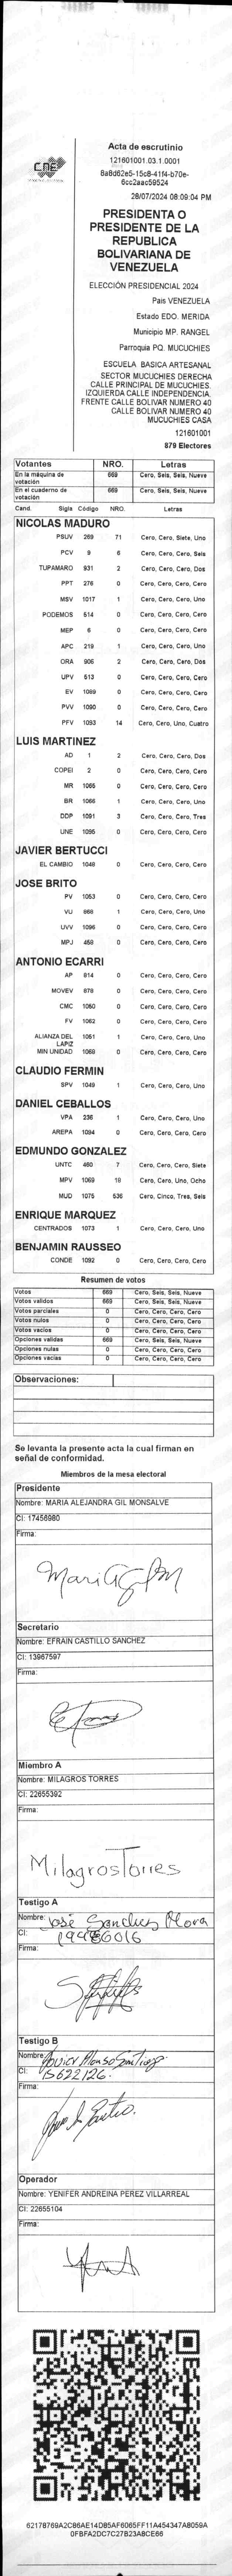 CNE
Acta de escrutinio
121601001.03.1.0001
8a8d62e5-15c8-41f4-b70e-
6cc2aac59524
28/07/2024 08:09:04 PM
PRESIDENTA O
PRESIDENTE DE LA
REPUBLICA
BOLIVARIANA DE
VENEZUELA
ELECCIÓN PRESIDENCIAL 2024
Pais VENEZUELA
Estado EDO. MERIDA
Municipio MP. RANGEL
Parroquia PQ. MUCUCHIES
ESCUELA BASICA ARTESANAL
SECTOR MUCUCHIES DERECHA
CALLE PRINCIPAL DE MUCUCHIES.
IZQUIERDA CALLE INDEPENDENCIA.
FRENTE CALLE BOLIVAR NUMERO 40
CALLE BOLIVAR NUMERO 40
MUCUCHIES CASA
121601001
879 Electores
Votantes NRO. Letras
En la máquina de votación 669 Cero, Seis, Seis, Nueve
En el cuaderno de votación 669 Cero, Seis, Seis, Nueve
Cand. Sigla Código NRO. Letras
NICOLAS MADURO
PSUV 269 71 Cero, Cero, Siete, Uno
PCV 9 6 Cero, Cero, Cero, Seis
TUPAMARO 931 2 Cero, Cero, Cero, Dos
PPT 276 0 Cero, Cero, Cero, Cero
MSV 1017 1 Cero, Cero, Cero, Uno
PODEMOS 514 0 Cero, Cero, Cero, Cero
MEP 6 0 Cero, Cero, Cero, Cero
APC 219 1 Cero, Cero, Cero, Uno
ORA 906 2 Cero, Cero, Cero, Dos
UPV 513 0 Cero, Cero, Cero, Cero
EV 1089 0 Cero, Cero, Cero, Cero
PVV 1090 0 Cero, Cero, Cero, Cero
PFV 1093 14 Cero, Cero, Uno, Cuatro
LUIS MARTINEZ
AD 1 2 Cero, Cero, Cero, Dos
COPEI 2 0 Cero, Cero, Cero, Cero
MR 1065 0 Cero, Cero, Cero, Cero
BR 1066 1 Cero, Cero, Cero, Uno
DDP 1091 3 Cero, Cero, Cero, Tres
UNE 1095 0 Cero, Cero, Cero, Cero
JAVIER BERTUCCI
EL CAMBIO 1048 0 Cero, Cero, Cero, Cero
JOSE BRITO
PV 1053 0 Cero, Cero, Cero, Cero
VU 868 1 Cero, Cero, Cero, Uno
UVV 1096 0 Cero, Cero, Cero, Cero
MPJ 458 0 Cero, Cero, Cero, Cero
ANTONIO ECARRI
AP 814 0 Cero, Cero, Cero, Cero
MOVEV 878 0 Cero, Cero, Cero, Cero
CMC 1050 0 Cero, Cero, Cero, Cero
FV 1062 0 Cero, Cero, Cero, Cero
ALIANZA DEL LAPIZ 1051 1 Cero, Cero, Cero, Uno
MIN UNIDAD 1068 0 Cero, Cero, Cero, Cero
CLAUDIO FERMIN
SPV 1049 1 Cero, Cero, Cero, Uno
DANIEL CEBALLOS
VPA 236 1 Cero, Cero, Cero, Uno
AREPA 1094 0 Cero, Cero, Cero, Cero
EDMUNDO GONZALEZ
UNTC 460 7 Cero, Cero, Cero, Siete
MPV 1069 18 Cero, Cero, Uno, Ocho
MUD 1075 536 Cero, Cinco, Tres, Seis
ENRIQUE MARQUEZ
CENTRADOS 1073 1 Cero, Cero, Cero, Uno
BENJAMIN RAUSSEO
CONDE 1092 0 Cero, Cero, Cero, Cero
Resumen de votos
Votos 669 Cero, Seis, Seis, Nueve
Votos validos 669 Cero, Seis, Seis, Nueve
Votos parciales 0 Cero, Cero, Cero, Cero
Votos nulos 0 Cero, Cero, Cero, Cero
Votos vacios 0 Cero, Cero, Cero, Cero
Opciones validas 669 Cero, Seis, Seis, Nueve
Opciones nulas 0 Cero, Cero, Cero, Cero
Opciones vacias 0 Cero, Cero, Cero, Cero
Observaciones:
Se levanta la presente acta la cual firman en
señal de conformidad.
Miembros de la mesa electoral
Presidente
Nombre: MARIA ALEJANDRA GIL MONSALVE
CI: 17456980
Firma:
Secretario
Nombre: EFRAIN CASTILLO SANCHEZ
CI: 13967597
Firma:
Miembro A
Nombre: MILAGROS TORRES
CI: 22655392
Firma:
Milagros Torres
Testigo A
Nombre: José Sanchez Mora
CI: 19486016
Firma:
Testigo B
Nombre: Javier Alonso Santiago
CI: 15622126
Firma:
Operador
Nombre: YENIFER ANDREINA PEREZ VILLARREAL
CI: 22655104
Firma:
62178769A2C86AE14DB5AF6065FF11A454347A8059A
0FBFA2DC7C27B23A8CE66